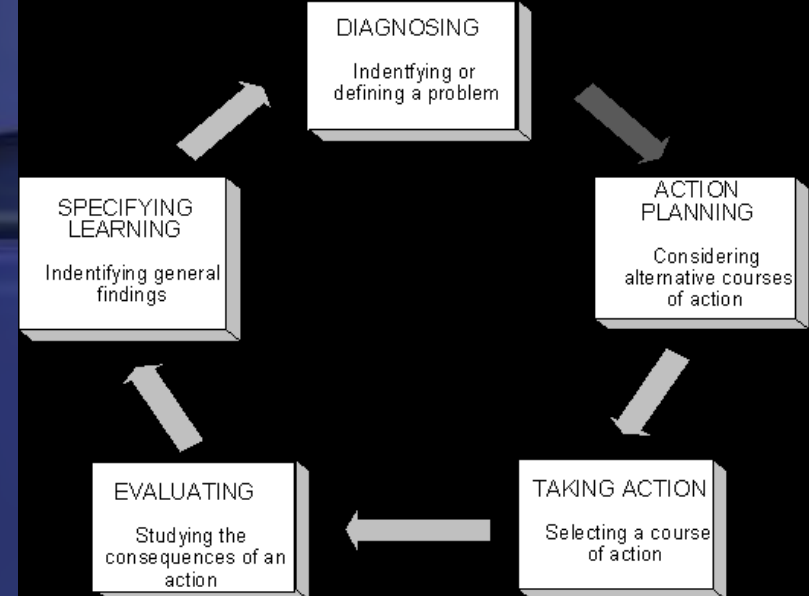 DIAGNOSING
Indentfying or
defining a problem
ACTION
PLANNING
Considering
alternative courses
of action
TAKING ACTION
Selecting a course
of action
EVALUATING
Studying the
consequences of an
action
SPECIFYING
LEARNING
Indentifying general
findings